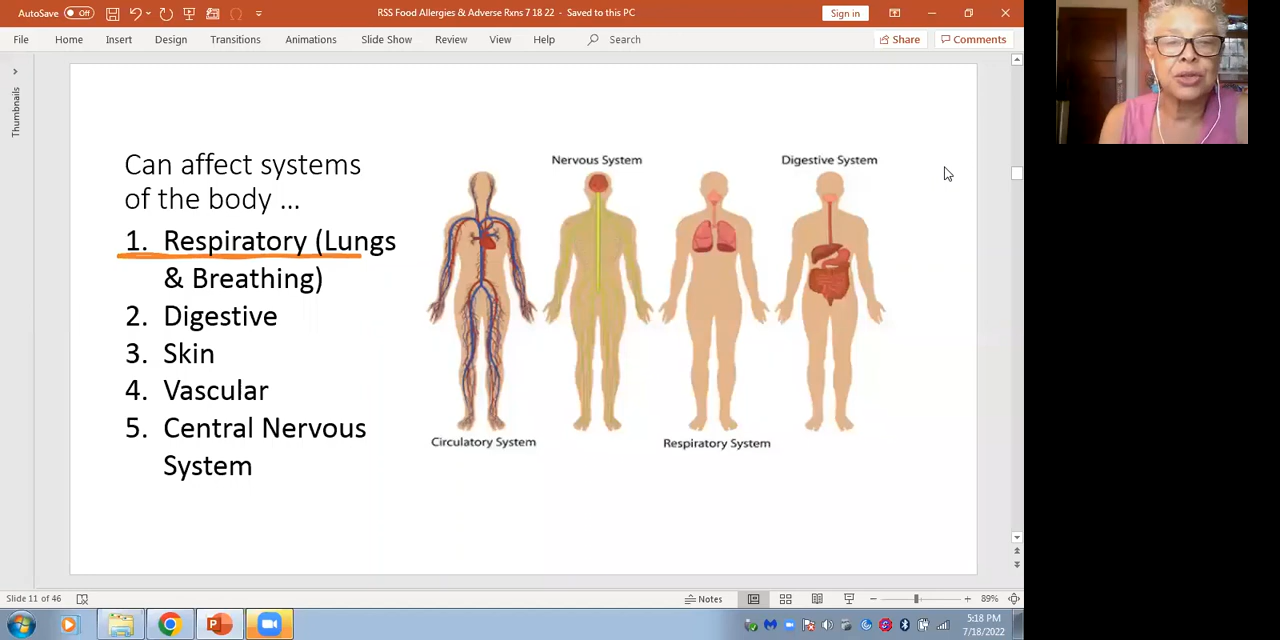 AutoSave Off
RSS Food Allergies & Adverse Rxns 7 18 22 - Saved to this PC
Sign in
File Home Insert Design Transitions Animations Slide Show Review View Help Search
Share Comments
Thumbnails
Can affect systems
of the body ...
1. Respiratory (Lungs
& Breathing)
2. Digestive
3. Skin
4. Vascular
5. Central Nervous
System
Nervous System
Digestive System
Circulatory System
Respiratory System
Slide 11 of 46
Notes
89%
5:18 PM
7/18/2022